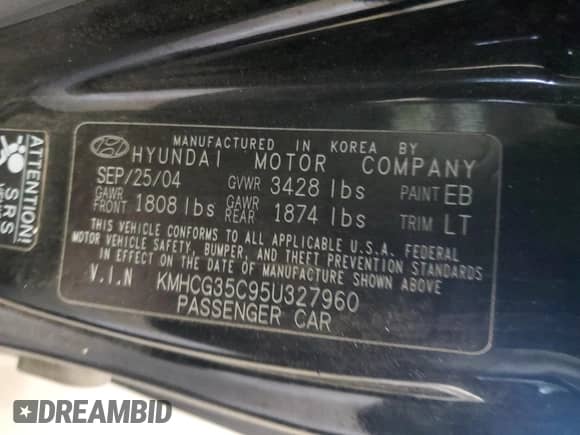 MANUFACTURED IN KOREA BY
HYUNDAI MOTOR COMPANY
SEP/25/04 GVWR 3428 lbs PAINT EB
GAWR FRONT 1808 lbs GAWR REAR 1874 lbs TRIM LT
THIS VEHICLE CONFORMS TO ALL APPLICABLE U.S.A. FEDERAL
MOTOR VEHICLE SAFETY, BUMPER, AND THEFT PREVENTION STANDARDS
IN EFFECT ON THE DATE OF MANUFACTURE SHOWN ABOVE
V.I.N KMHCG35C95U327960
PASSENGER CAR
ATTENTION!
SRS
DREAMBID